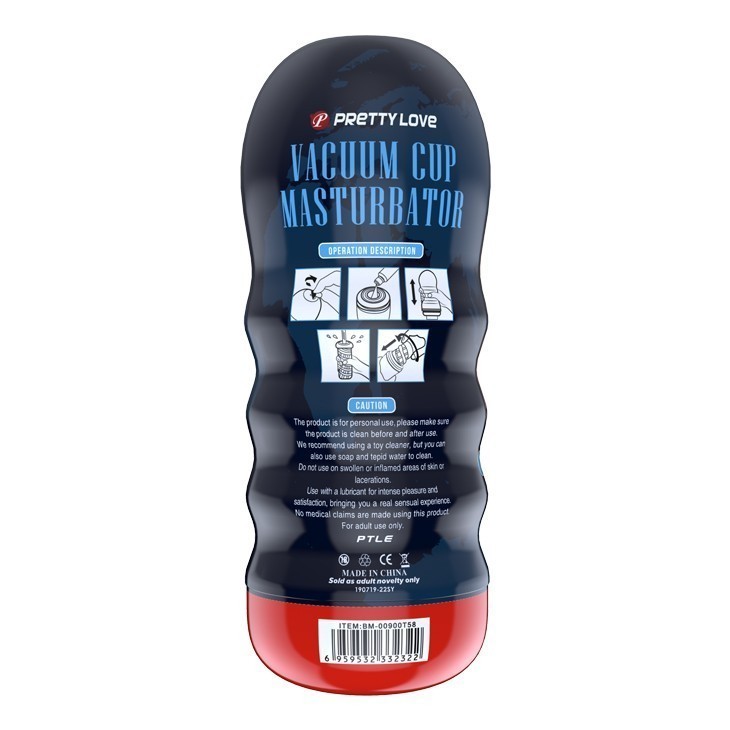 P PRETTY LOVE
VACUUM CUP
MASTURBATOR
OPERATION DESCRIPTION
CAUTION
The product is for personal use, please make sure
the product is clean before and after use.
We recommend using a toy cleaner, but you can
also use soap and tepid water to clean.
Do not use on swollen or inflamed areas of skin or
lacerations.
Use with a lubricant for intense pleasure and
satisfaction, bringing you a real sensual experience.
No medical claims are made using this product.
For adult use only.
PTLE
CE
MADE IN CHINA
Sold as adult novelty only
190719-22SY
ITEM:BM-00900T58
6 959532 332322